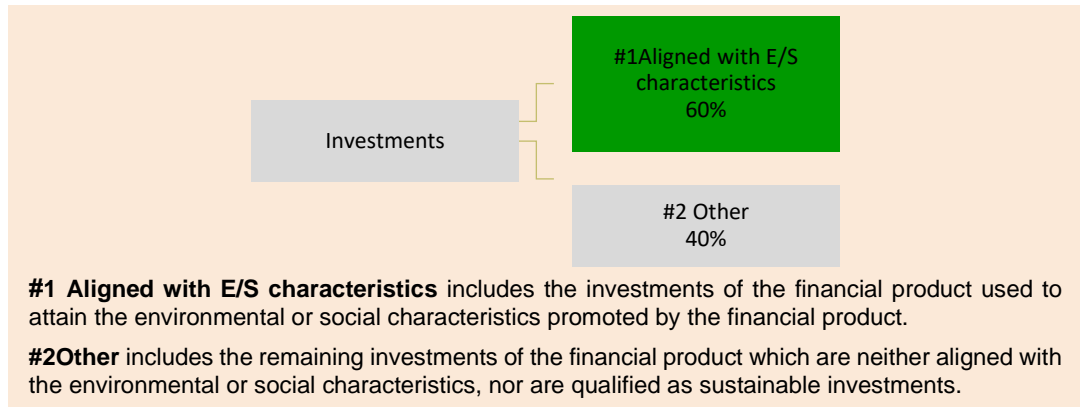 #1Aligned with E/S
characteristics
60%
Investments
#2 Other
40%
#1 Aligned with E/S characteristics includes the investments of the financial product used to
attain the environmental or social characteristics promoted by the financial product.
#2Other includes the remaining investments of the financial product which are neither aligned with
the environmental or social characteristics, nor are qualified as sustainable investments.